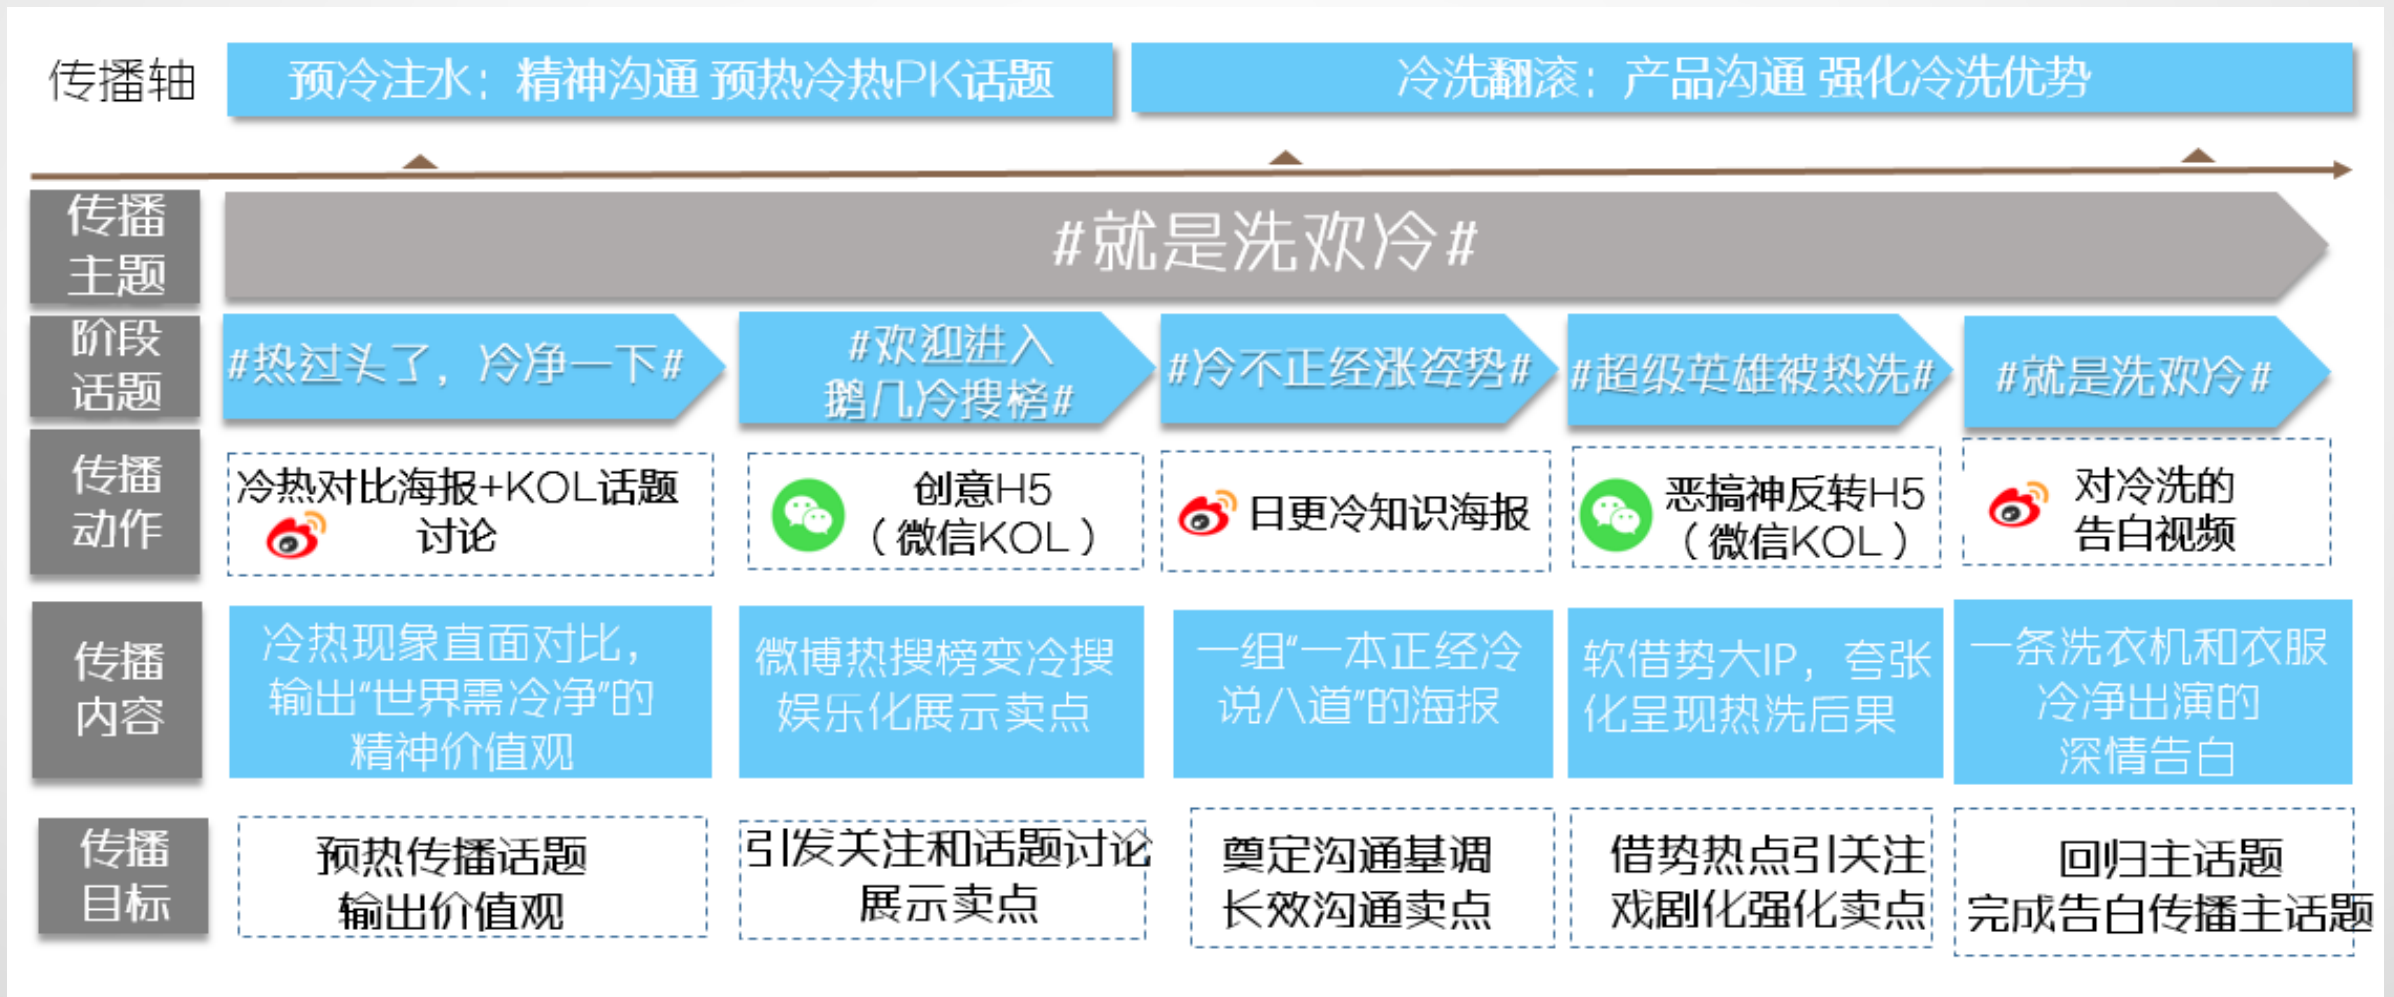 传播轴
预冷注水：精神沟通 预热冷热PK话题
冷洗翻滚：产品沟通 强化冷洗优势
传播
主题
#就是洗欢冷#
阶段
话题
#热过头了，冷净一下#
#欢迎进入
鹅几冷搜榜#
#冷不正经涨姿势#
#超级英雄被热洗#
#就是洗欢冷#
传播
动作
冷热对比海报+KOL话题
讨论
创意H5
（微信KOL）
日更冷知识海报
恶搞神反转H5
（微信KOL）
对冷洗的
告白视频
传播
内容
冷热现象直面对比，
输出“世界需冷净”的
精神价值观
微博热搜榜变冷搜
娱乐化展示卖点
一组“一本正经冷
说八道”的海报
软借势大IP，夸张
化呈现热洗后果
一条洗衣机和衣服
冷净出演的
深情告白
传播
目标
预热传播话题
输出价值观
引发关注和话题讨论
展示卖点
奠定沟通基调
长效沟通卖点
借势热点引关注
戏剧化强化卖点
回归主话题
完成告白传播主话题